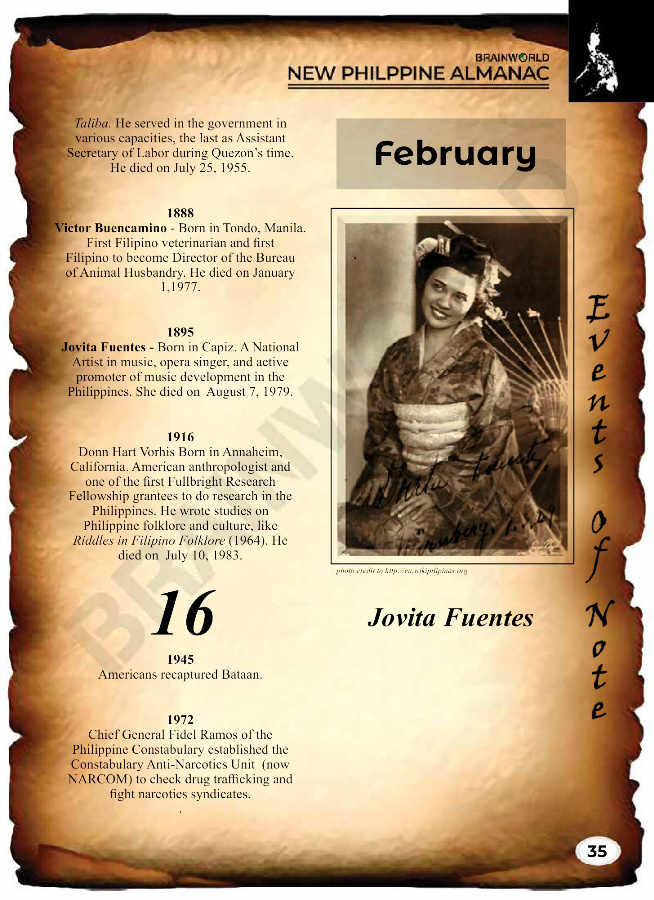 BRAINWORLD
NEW PHILPPINE ALMANAC
Taliba. He served in the government in
various capacities, the last as Assistant
Secretary of Labor during Quezon’s time.
He died on July 25, 1955.
1888
Victor Buencamino - Born in Tondo, Manila.
First Filipino veterinarian and first
Filipino to become Director of the Bureau
of Animal Husbandry. He died on January
1,1977.
1895
Jovita Fuentes - Born in Capiz. A National
Artist in music, opera singer, and active
promoter of music development in the
Philippines. She died on August 7, 1979.
1916
Donn Hart Vorhis Born in Annaheim,
California. American anthropologist and
one of the first Fullbright Research
Fellowship grantees to do research in the
Philippines. He wrote studies on
Philippine folklore and culture, like
Riddles in Filipino Folklore (1964). He
died on July 10, 1983.
16
1945
Americans recaptured Bataan.
1972
Chief General Fidel Ramos of the
Philippine Constabulary established the
Constabulary Anti-Narcotics Unit (now
NARCOM) to check drug trafficking and
fight narcotics syndicates.
.
February
Fuentes
Nürnberg,
photo credit to http://en.wikipilipinas.org
Jovita Fuentes
Events of Note
BRAINWORLD
35